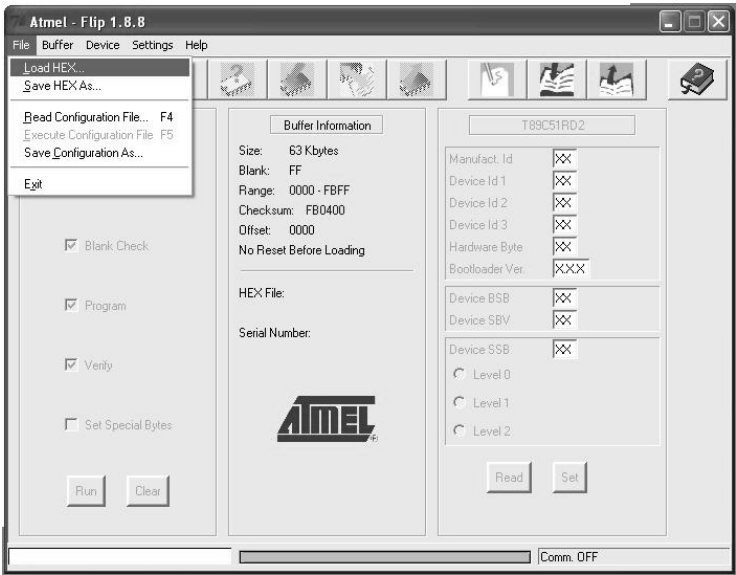 Atmel - Flip 1.8.8
File Buffer Device Settings Help
Load HEX...
Save HEX As...
Read Configuration File... F4
Execute Configuration File F5
Save Configuration As...
Exit
Blank Check
Program
Verify
Set Special Bytes
Run Clear
Buffer Information
Size: 63 Kbytes
Blank: FF
Range: 0000 - FBFF
Checksum: FB0400
Offset: 0000
No Reset Before Loading
HEX File:
Serial Number:
ATMEL
T89C51RD2
Manufact. Id XX
Device Id 1 XX
Device Id 2 XX
Device Id 3 XX
Hardware Byte XX
Bootloader Ver. XXX
Device BSB XX
Device SBV XX
Device SSB XX
Level 0
Level 1
Level 2
Read Set
Comm. OFF